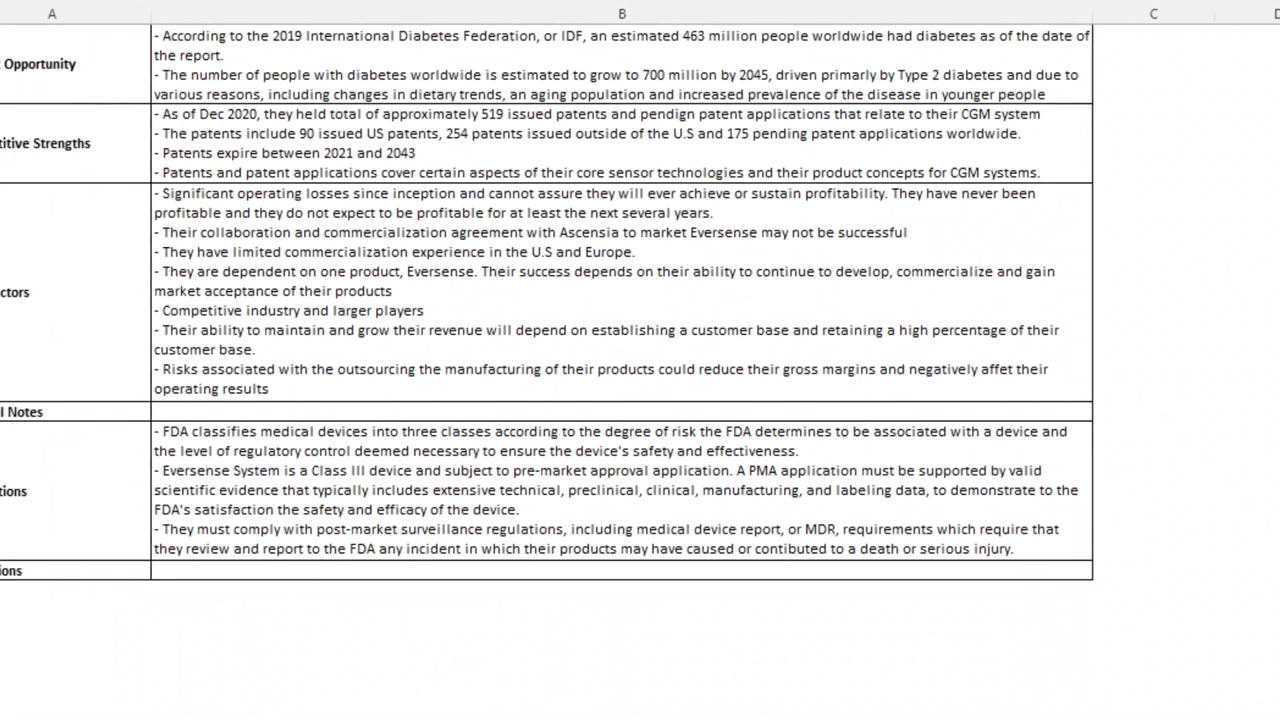 A B C
- According to the 2019 International Diabetes Federation, or IDF, an estimated 463 million people worldwide had diabetes as of the date of
the report.
Opportunity
- The number of people with diabetes worldwide is estimated to grow to 700 million by 2045, driven primarily by Type 2 diabetes and due to
various reasons, including changes in dietary trends, an aging population and increased prevalence of the disease in younger people
- As of Dec 2020, they held total of approximately 519 issued patents and pendign patent applications that relate to their CGM system
- The patents include 90 issued US patents, 254 patents issued outside of the U.S and 175 pending patent applications worldwide.
titive Strengths
- Patents expire between 2021 and 2043
- Patents and patent applications cover certain aspects of their core sensor technologies and their product concepts for CGM systems.
- Significant operating losses since inception and cannot assure they will ever achieve or sustain profitability. They have never been
profitable and they do not expect to be profitable for at least the next several years.
- Their collaboration and commercialization agreement with Ascensia to market Eversense may not be successful
- They have limited commercialization experience in the U.S and Europe.
- They are dependent on one product, Eversense. Their success depends on their ability to continue to develop, commercialize and gain
market acceptance of their products
ctors
- Competitive industry and larger players
- Their ability to maintain and grow their revenue will depend on establishing a customer base and retaining a high percentage of their
customer base.
- Risks associated with the outsourcing the manufacturing of their products could reduce their gross margins and negatively affet their
operating results
l Notes
- FDA classifies medical devices into three classes according to the degree of risk the FDA determines to be associated with a device and
the level of regulatory control deemed necessary to ensure the device's safety and effectiveness.
- Eversense System is a Class III device and subject to pre-market approval application. A PMA application must be supported by valid
scientific evidence that typically includes extensive technical, preclinical, clinical, manufacturing, and labeling data, to demonstrate to the
tions
FDA's satisfaction the safety and efficacy of the device.
- They must comply with post-market surveillance regulations, including medical device report, or MDR, requirements which require that
they review and report to the FDA any incident in which their products may have caused or contibuted to a death or serious injury.
ions